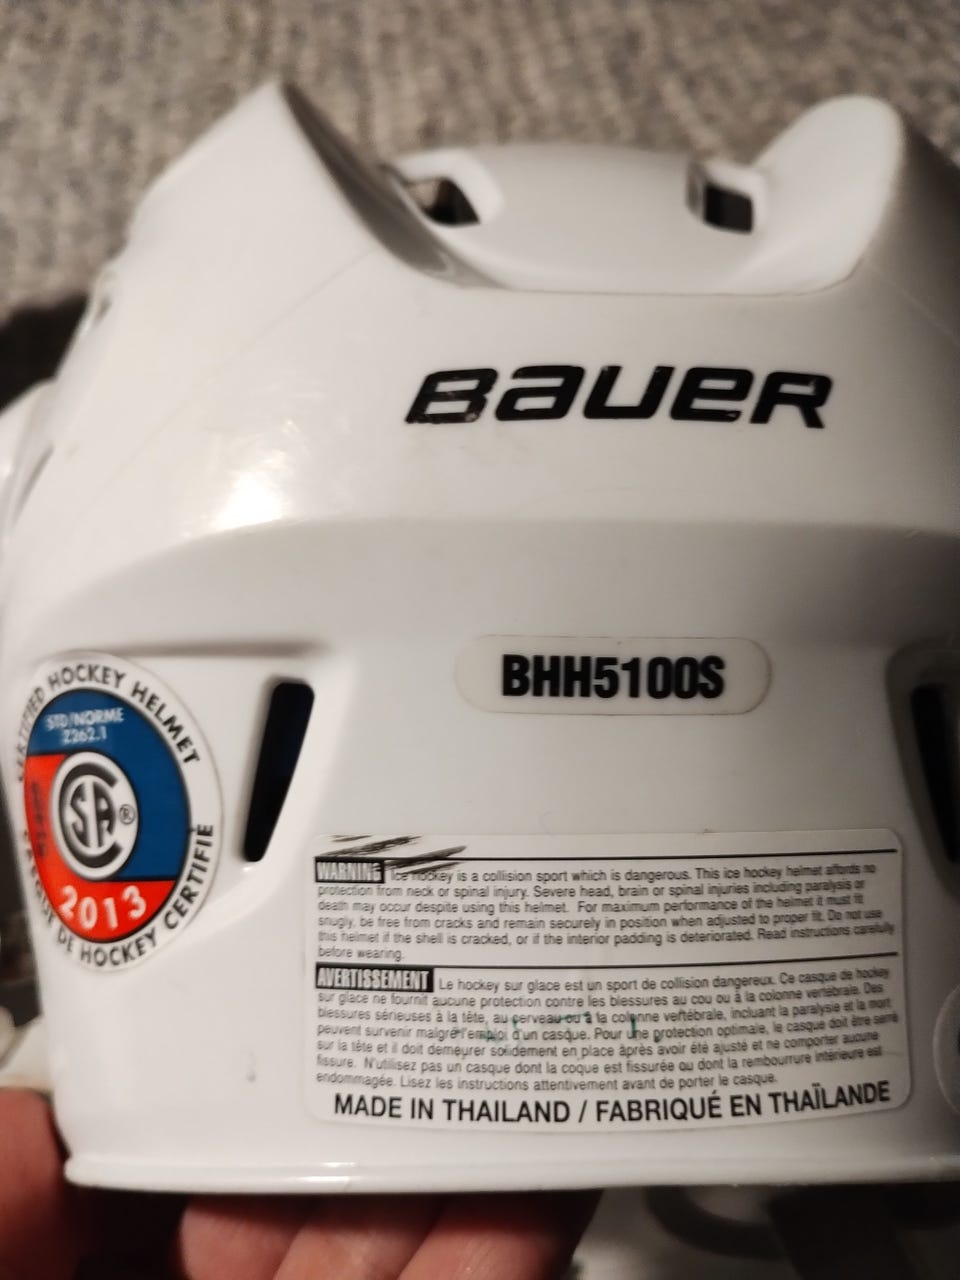 BAUER
BHH5100S
CERTIFIED HOCKEY HELMET
STD/NORME
Z262.1
CSA®
2013
CASQUE DE HOCKEY CERTIFIÉ
WARNING Ice hockey is a collision sport which is dangerous. This ice hockey helmet affords no
protection from neck or spinal injury. Severe head, brain or spinal injuries including paralysis or
death may occur despite using this helmet. For maximum performance of the helmet it must fit
snugly, be free from cracks and remain securely in position when adjusted to proper fit. Do not use
this helmet if the shell is cracked, or if the interior padding is deteriorated. Read instructions carefully
before wearing.
AVERTISSEMENT Le hockey sur glace est un sport de collision dangereux. Ce casque de hockey
sur glace ne fournit aucune protection contre les blessures au cou ou à la colonne vertébrale. Des
blessures sérieuses à la tête, au cerveau ou à la colonne vertébrale, incluant la paralysie et la mort
peuvent survenir malgré l'emploi d'un casque. Pour une protection optimale, le casque doit être serré
sur la tête et il doit demeurer solidement en place après avoir été ajusté et ne comporter aucune
fissure. N'utilisez pas un casque dont la coque est fissurée ou dont la rembourrure intérieure est
endommagée. Lisez les instructions attentivement avant de porter le casque.
MADE IN THAILAND / FABRIQUÉ EN THAÏLANDE